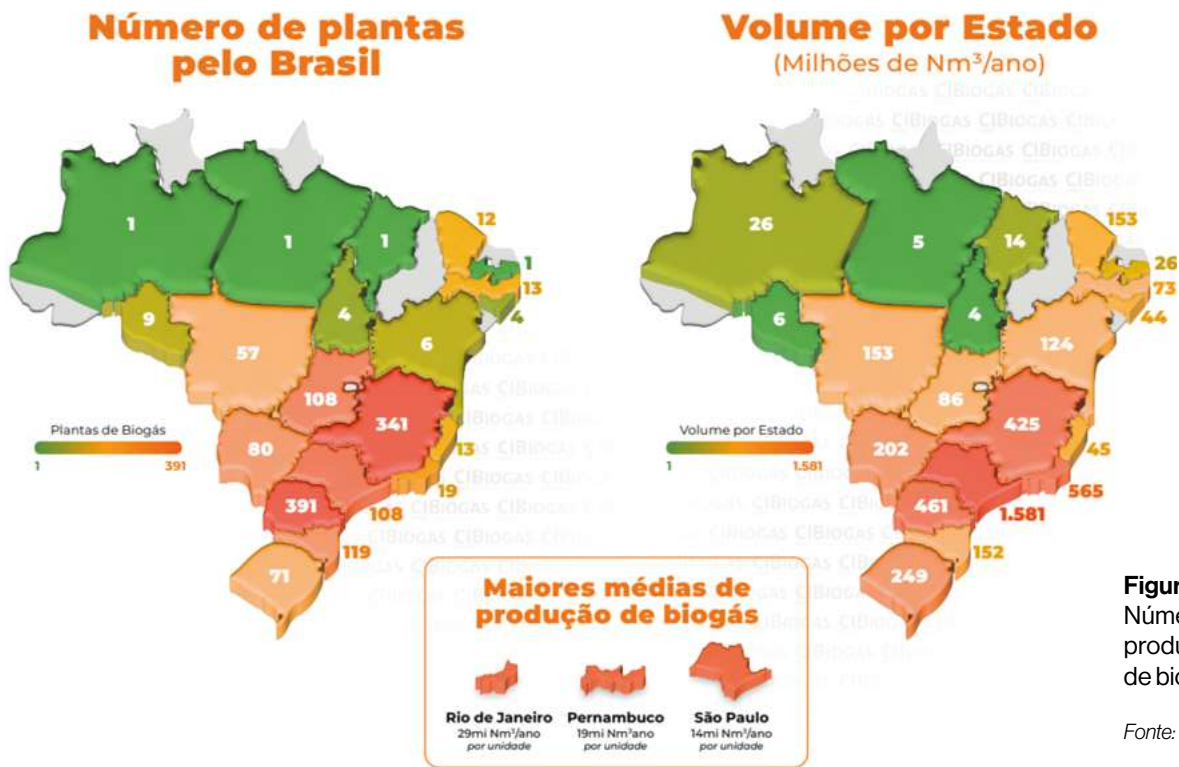 Número de plantas
pelo Brasil
1
1
1
12
1
13
4
9
4
6
57
108
341
80
13
19
391
108
119
71
Plantas de Biogás
1
391
Volume por Estado
(Milhões de Nm³/ano)
26
5
14
153
26
73
44
6
4
124
153
86
425
202
45
565
461
1.581
152
249
Volume por Estado
1
1.581
Maiores médias de
produção de biogás
Rio de Janeiro
29mi Nm³/ano
por unidade
Pernambuco
19mi Nm³ano
por unidade
São Paulo
14mi Nm³/ano
por unidade
CIBIOGAS CIBIOGAS CIBIOGAS
Figur
Núme
produ
de bio
Fonte: